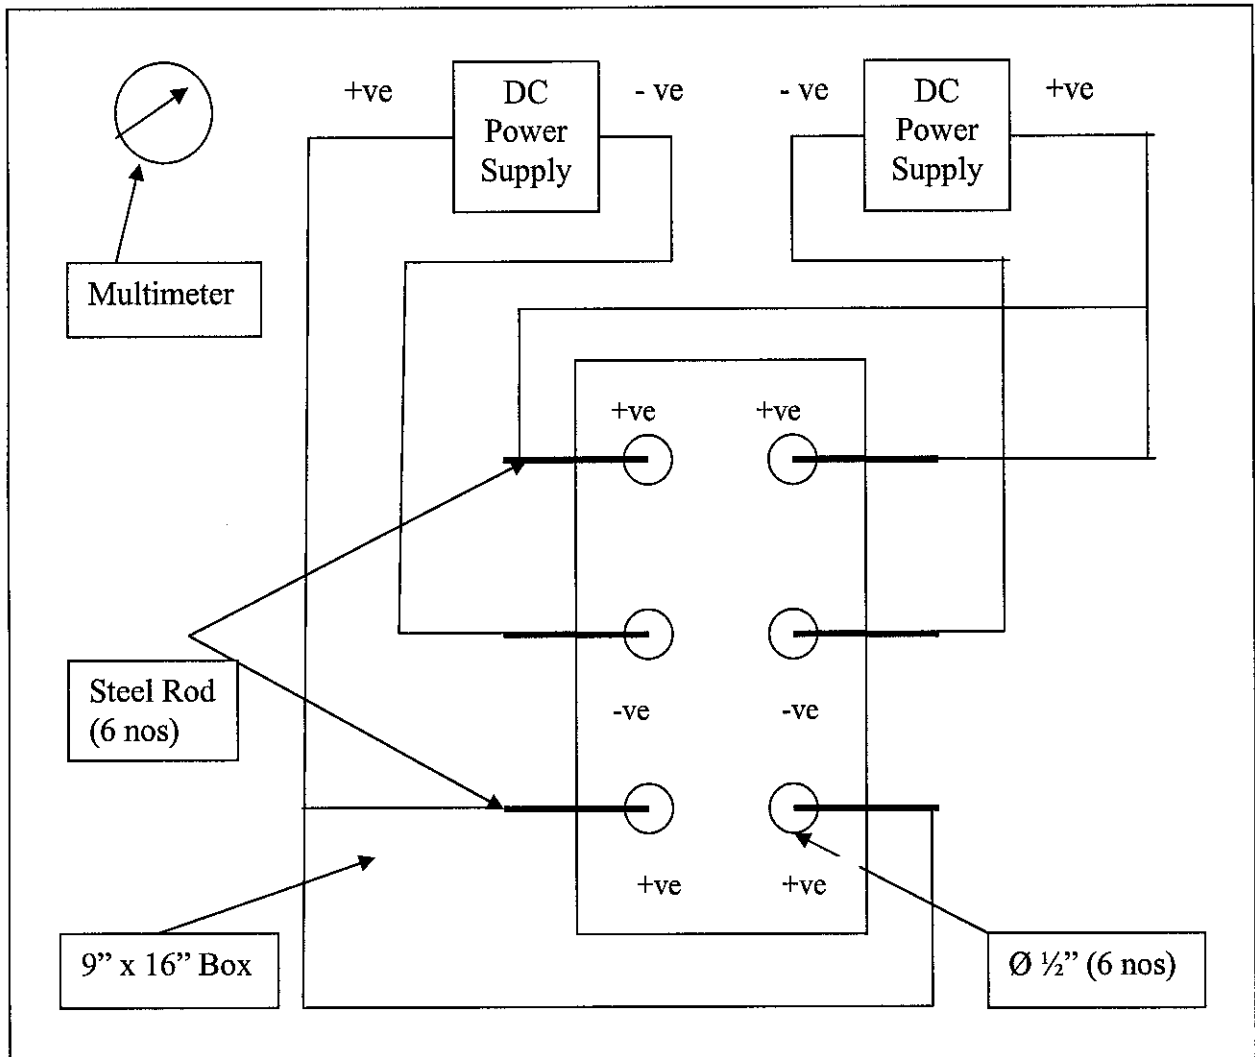 +ve
DC
Power
Supply
- ve
- ve
DC
Power
Supply
+ve
Multimeter
+ve
+ve
Steel Rod
(6 nos)
-ve
-ve
+ve
+ve
9” x 16” Box
Ø ½” (6 nos)